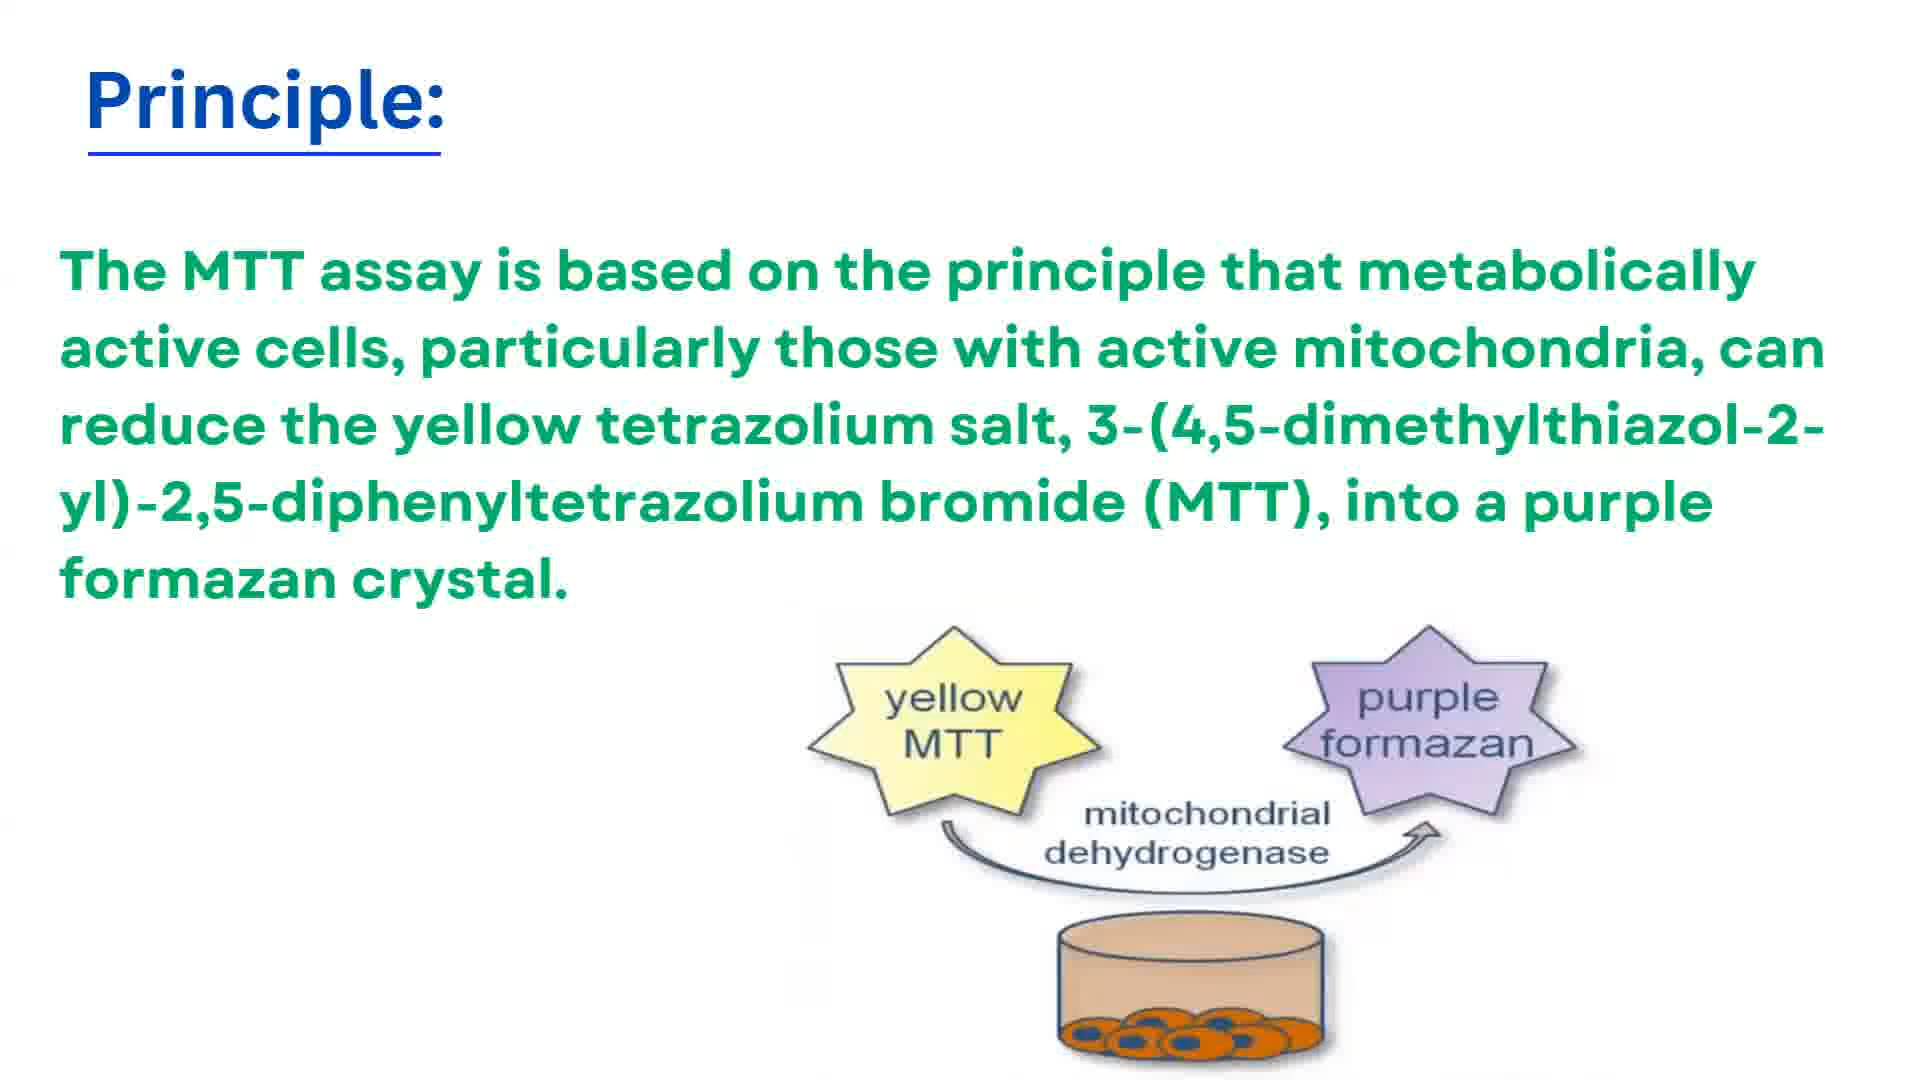 Principle:
The MTT assay is based on the principle that metabolically
active cells, particularly those with active mitochondria, can
reduce the yellow tetrazolium salt, 3-(4,5-dimethylthiazol-2-
yl)-2,5-diphenyltetrazolium bromide (MTT), into a purple
formazan crystal.
yellow
MTT
purple
formazan
mitochondrial
dehydrogenase